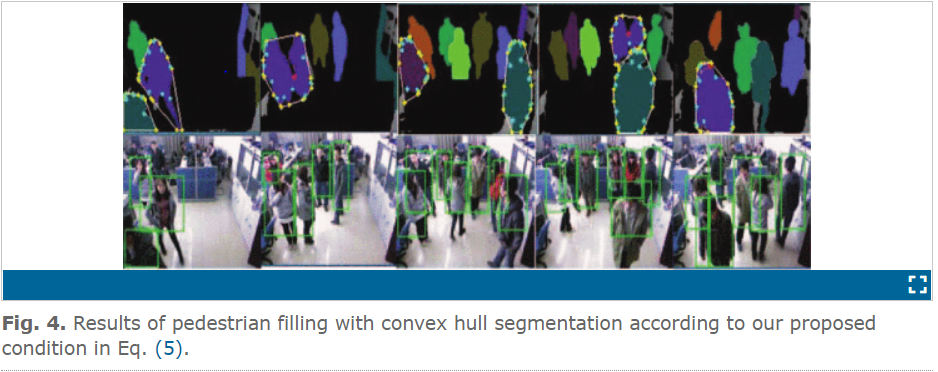 Fig. 4. Results of pedestrian filling with convex hull segmentation according to our proposed
condition in Eq. (5).